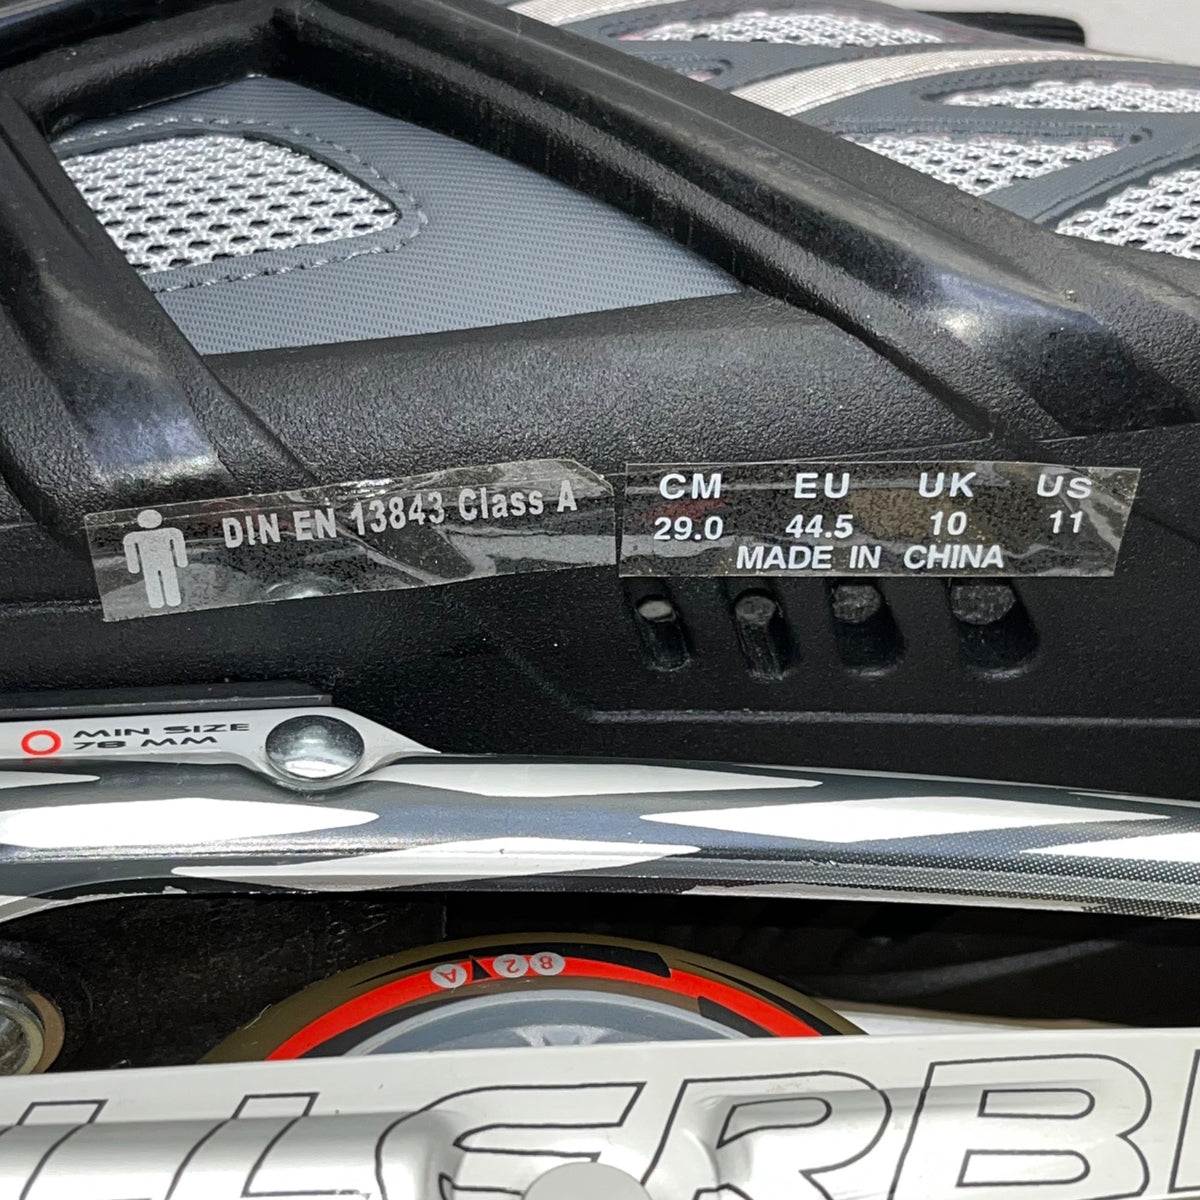 DIN EN 13843 Class A
CM EU UK US
29.0 44.5 10 11
MADE IN CHINA
MIN SIZE
78 MM
82A
LLERBL